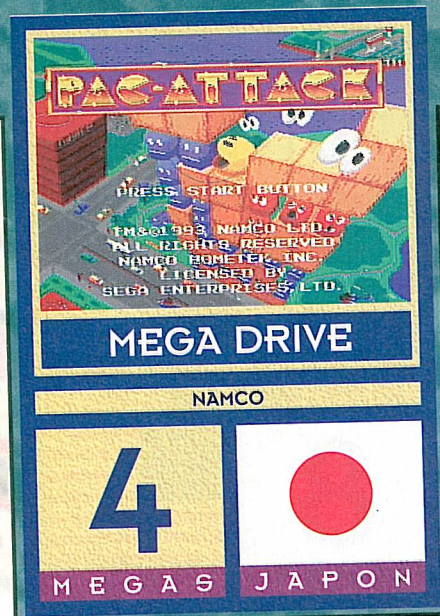 PAC-ATTACK
PRESS START BUTTON
TM&©1993 NAMCO LTD.
ALL RIGHTS RESERVED
NAMCO HOMETEK, INC.
LICENSED BY
SEGA ENTERPRISES, LTD.
MEGA DRIVE
NAMCO
4
MEGAS
JAPON